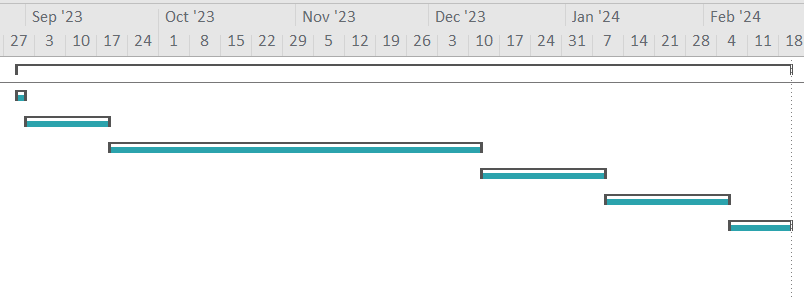 Sep '23 Oct '23 Nov '23 Dec '23 Jan '24 Feb '24
27 3 10 17 24 1 8 15 22 29 5 12 19 26 3 10 17 24 31 7 14 21 28 4 11 18